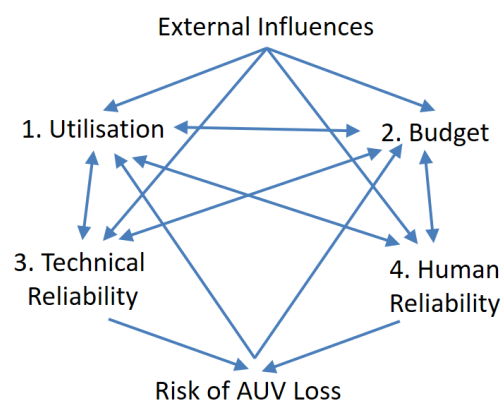 External Influences
1. Utilisation
2. Budget
3. Technical
Reliability
4. Human
Reliability
Risk of AUV Loss